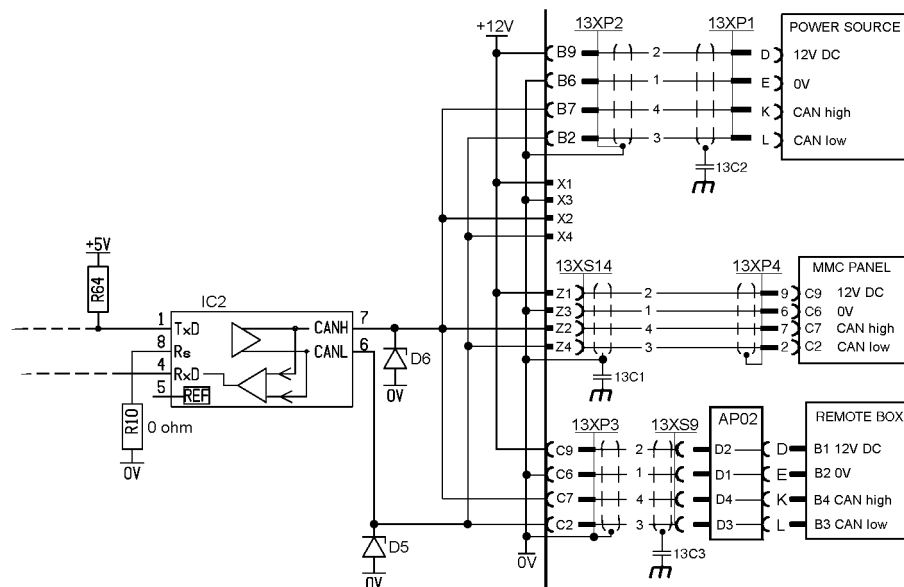 +12V
13XP2
13XP1
POWER SOURCE
B9 2 D 12V DC
B6 1 E 0V
B7 4 K CAN high
B2 3 L CAN low
13C2
X1
X3
X2
X4
+5V
R64
IC2
1 TxD CANH 7
8 Rs CANL 6
4 RxD
5 REF
R10
0 ohm
0V
D6
0V
D5
0V
13XS14
13XP4
MMC PANEL
Z1 2 9 C9 12V DC
Z3 1 6 C6 0V
Z2 4 7 C7 CAN high
Z4 3 2 C2 CAN low
13C1
13XP3
13XS9
AP02
REMOTE BOX
C9 2 D2 D B1 12V DC
C6 1 D1 E B2 0V
C7 4 D4 K B4 CAN high
C2 3 D3 L B3 CAN low
0V
13C3